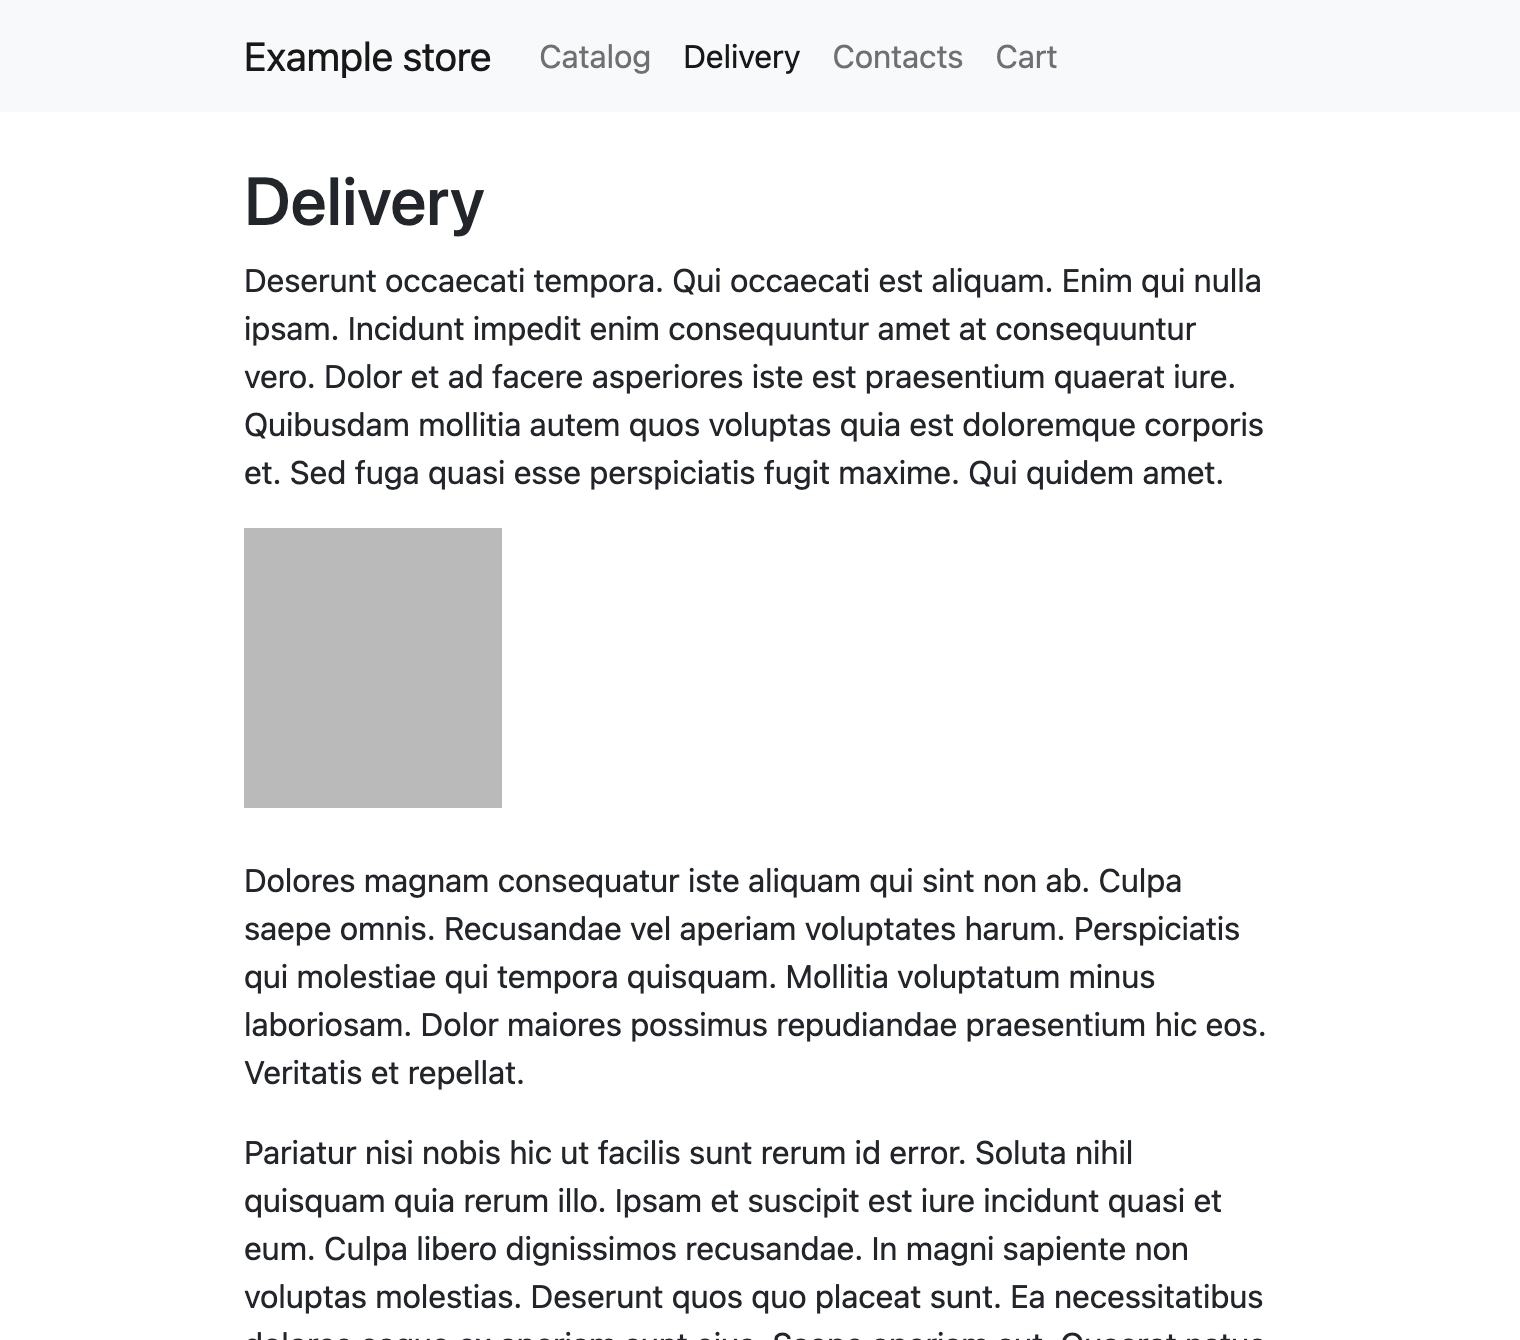 Example store Catalog Delivery Contacts Cart
Delivery
Deserunt occaecati tempora. Qui occaecati est aliquam. Enim qui nulla
ipsam. Incidunt impedit enim consequuntur amet at consequuntur
vero. Dolor et ad facere asperiores iste est praesentium quaerat iure.
Quibusdam mollitia autem quos voluptas quia est doloremque corporis
et. Sed fuga quasi esse perspiciatis fugit maxime. Qui quidem amet.
Dolores magnam consequatur iste aliquam qui sint non ab. Culpa
saepe omnis. Recusandae vel aperiam voluptates harum. Perspiciatis
qui molestiae qui tempora quisquam. Mollitia voluptatum minus
laboriosam. Dolor maiores possimus repudiandae praesentium hic eos.
Veritatis et repellat.
Pariatur nisi nobis hic ut facilis sunt rerum id error. Soluta nihil
quisquam quia rerum illo. Ipsam et suscipit est iure incidunt quasi et
eum. Culpa libero dignissimos recusandae. In magni sapiente non
voluptas molestias. Deserunt quos quo placeat sunt. Ea necessitatibus